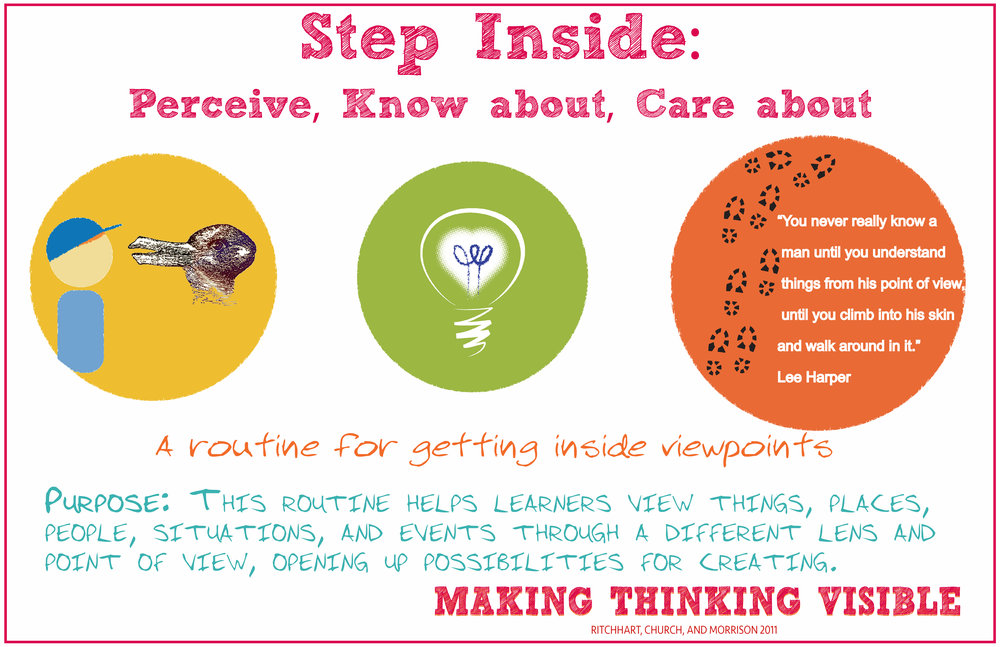 Step Inside:
Perceive, Know about, Care about
“You never really know a
man until you understand
things from his point of view,
until you climb into his skin
and walk around in it.”
Lee Harper
A routine for getting inside viewpoints
PURPOSE: THIS ROUTINE HELPS LEARNERS VIEW THINGS, PLACES,
PEOPLE, SITUATIONS, AND EVENTS THROUGH A DIFFERENT LENS AND
POINT OF VIEW, OPENING UP POSSIBILITIES FOR CREATING.
MAKING THINKING VISIBLE
RITCHHART, CHURCH, AND MORRISON 2011